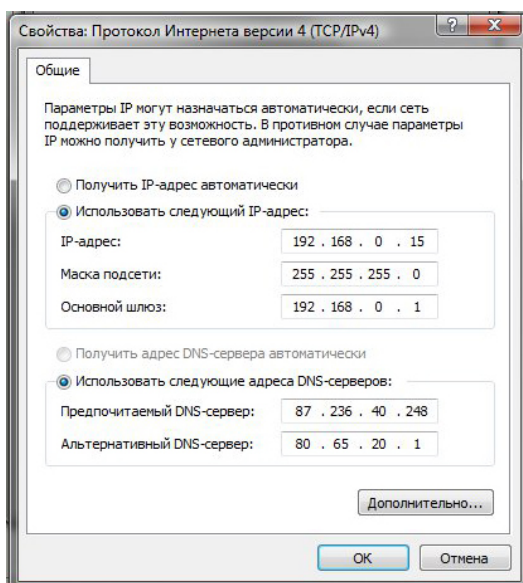 Свойства: Протокол Интернета версии 4 (TCP/IPv4)
Общие
Параметры IP могут назначаться автоматически, если сеть
поддерживает эту возможность. В противном случае параметры
IP можно получить у сетевого администратора.
Получить IP-адрес автоматически
Использовать следующий IP-адрес:
IP-адрес: 192 . 168 . 0 . 15
Маска подсети: 255 . 255 . 255 . 0
Основной шлюз: 192 . 168 . 0 . 1
Получить адрес DNS-сервера автоматически
Использовать следующие адреса DNS-серверов:
Предпочитаемый DNS-сервер: 87 . 236 . 40 . 248
Альтернативный DNS-сервер: 80 . 65 . 20 . 1
Дополнительно...
ОК Отмена